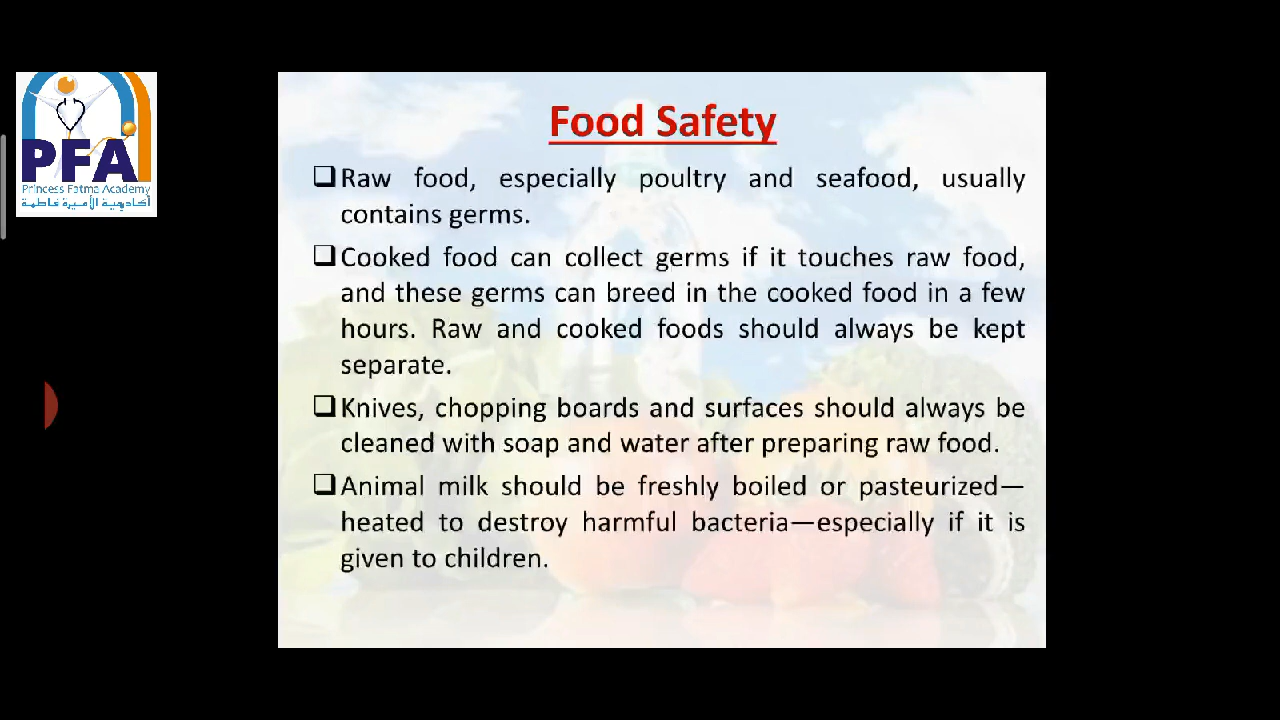 PFA
Princess Fatma Academy
أكاديمية الأميرة فاطمة
Food Safety
Raw food, especially poultry and seafood, usually
contains germs.
Cooked food can collect germs if it touches raw food,
and these germs can breed in the cooked food in a few
hours. Raw and cooked foods should always be kept
separate.
Knives, chopping boards and surfaces should always be
cleaned with soap and water after preparing raw food.
Animal milk should be freshly boiled or pasteurized—
heated to destroy harmful bacteria—especially if it is
given to children.